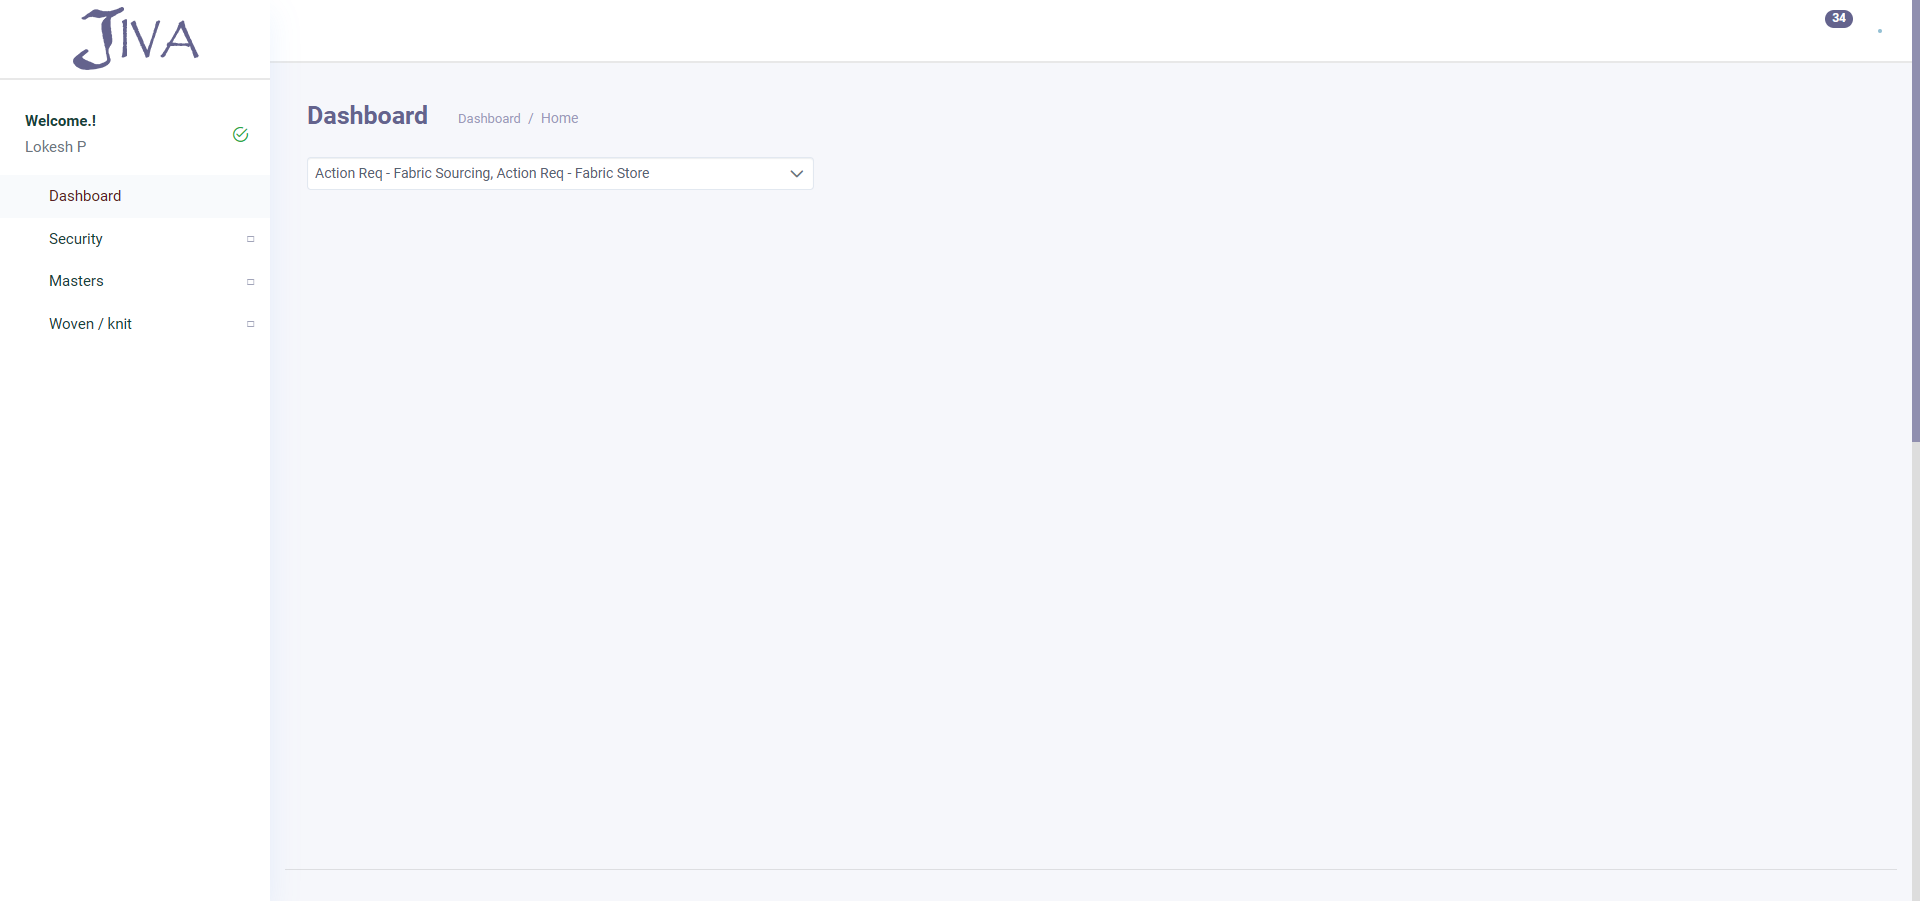 JIVA
34
Welcome.!
Lokesh P
Dashboard
Security
Masters
Woven / knit
Dashboard
Dashboard / Home
Action Req - Fabric Sourcing, Action Req - Fabric Store